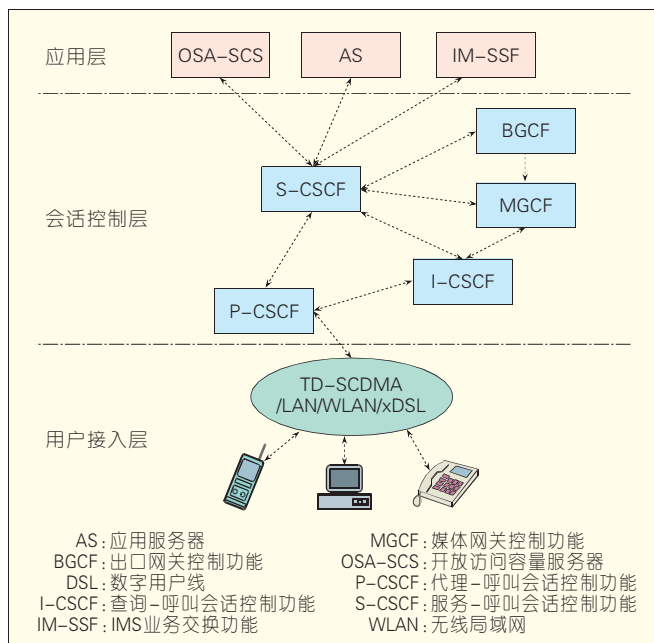 应用层
OSA-SCS
AS
IM-SSF
BGCF
S-CSCF
MGCF
会话控制层
I-CSCF
P-CSCF
TD-SCDMA
/LAN/WLAN/xDSL
用户接入层
AS:应用服务器
BGCF:出口网关控制功能
DSL:数字用户线
I-CSCF:查询-呼叫会话控制功能
IM-SSF:IMS业务交换功能
MGCF:媒体网关控制功能
OSA-SCS:开放访问容量服务器
P-CSCF:代理-呼叫会话控制功能
S-CSCF:服务-呼叫会话控制功能
WLAN:无线局域网